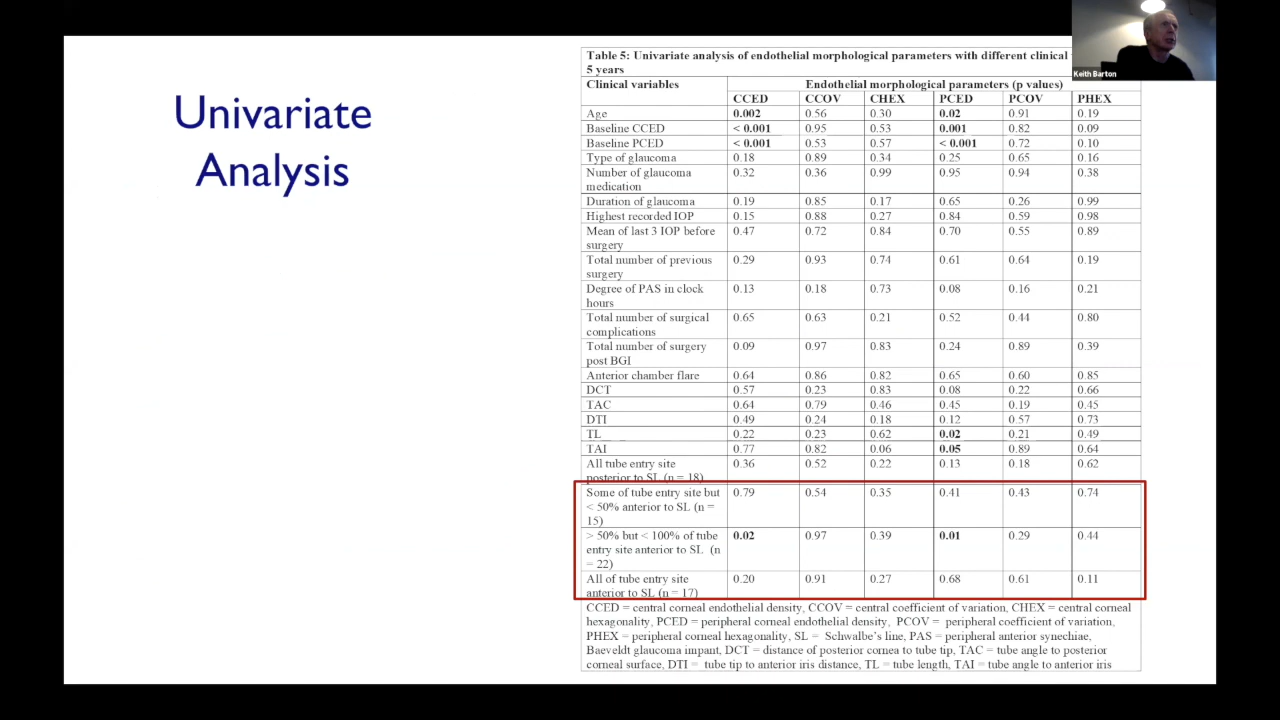 Keith Barton
Univariate
Analysis
Table 5: Univariate analysis of endothelial morphological parameters with different clinical
5 years
Clinical variables Endothelial morphological parameters (p values)
CCED CCOV CHEX PCED PCOV PHEX
Age 0.002 0.56 0.30 0.02 0.91 0.19
Baseline CCED < 0.001 0.95 0.53 0.001 0.82 0.09
Baseline PCED < 0.001 0.53 0.57 < 0.001 0.72 0.10
Type of glaucoma 0.18 0.89 0.34 0.25 0.65 0.16
Number of glaucoma 0.32 0.36 0.99 0.95 0.94 0.38
medication
Duration of glaucoma 0.19 0.85 0.17 0.65 0.26 0.99
Highest recorded IOP 0.15 0.88 0.27 0.84 0.59 0.98
Mean of last 3 IOP before 0.47 0.72 0.84 0.70 0.55 0.89
surgery
Total number of previous 0.29 0.93 0.74 0.61 0.64 0.19
surgery
Degree of PAS in clock 0.13 0.18 0.73 0.08 0.16 0.21
hours
Total number of surgical 0.65 0.63 0.21 0.52 0.44 0.80
complications
Total number of surgery 0.09 0.97 0.83 0.24 0.89 0.39
post BGI
Anterior chamber flare 0.64 0.86 0.82 0.65 0.60 0.85
DCT 0.57 0.23 0.83 0.08 0.22 0.66
TAC 0.64 0.79 0.46 0.45 0.19 0.45
DTI 0.49 0.24 0.18 0.12 0.57 0.73
TL 0.22 0.23 0.62 0.02 0.21 0.49
TAI 0.77 0.82 0.06 0.05 0.89 0.64
All tube entry site 0.36 0.52 0.22 0.13 0.18 0.62
posterior to SL (n = 18)
Some of tube entry site but 0.79 0.54 0.35 0.41 0.43 0.74
< 50% anterior to SL (n =
15)
> 50% but < 100% of tube 0.02 0.97 0.39 0.01 0.29 0.44
entry site anterior to SL (n
= 22)
All of tube entry site 0.20 0.91 0.27 0.68 0.61 0.11
anterior to SL (n = 17)
CCED = central corneal endothelial density, CCOV = central coefficient of variation, CHEX = central corneal
hexagonality, PCED = peripheral corneal endothelial density, PCOV = peripheral coefficient of variation,
PHEX = peripheral corneal hexagonality, SL = Schwalbe's line, PAS = peripheral anterior synechiae,
Baeveldt glaucoma impant, DCT = distance of posterior cornea to tube tip, TAC = tube angle to posterior
corneal surface, DTI = tube tip to anterior iris distance, TL = tube length, TAI = tube angle to anterior iris